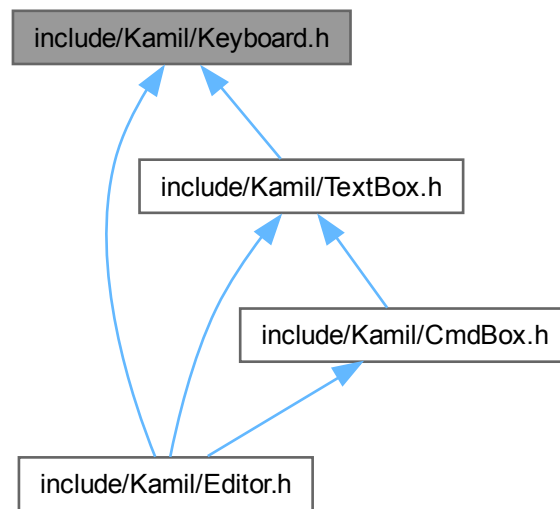 include/Kamil/Keyboard.h
include/Kamil/TextBox.h
include/Kamil/CmdBox.h
include/Kamil/Editor.h